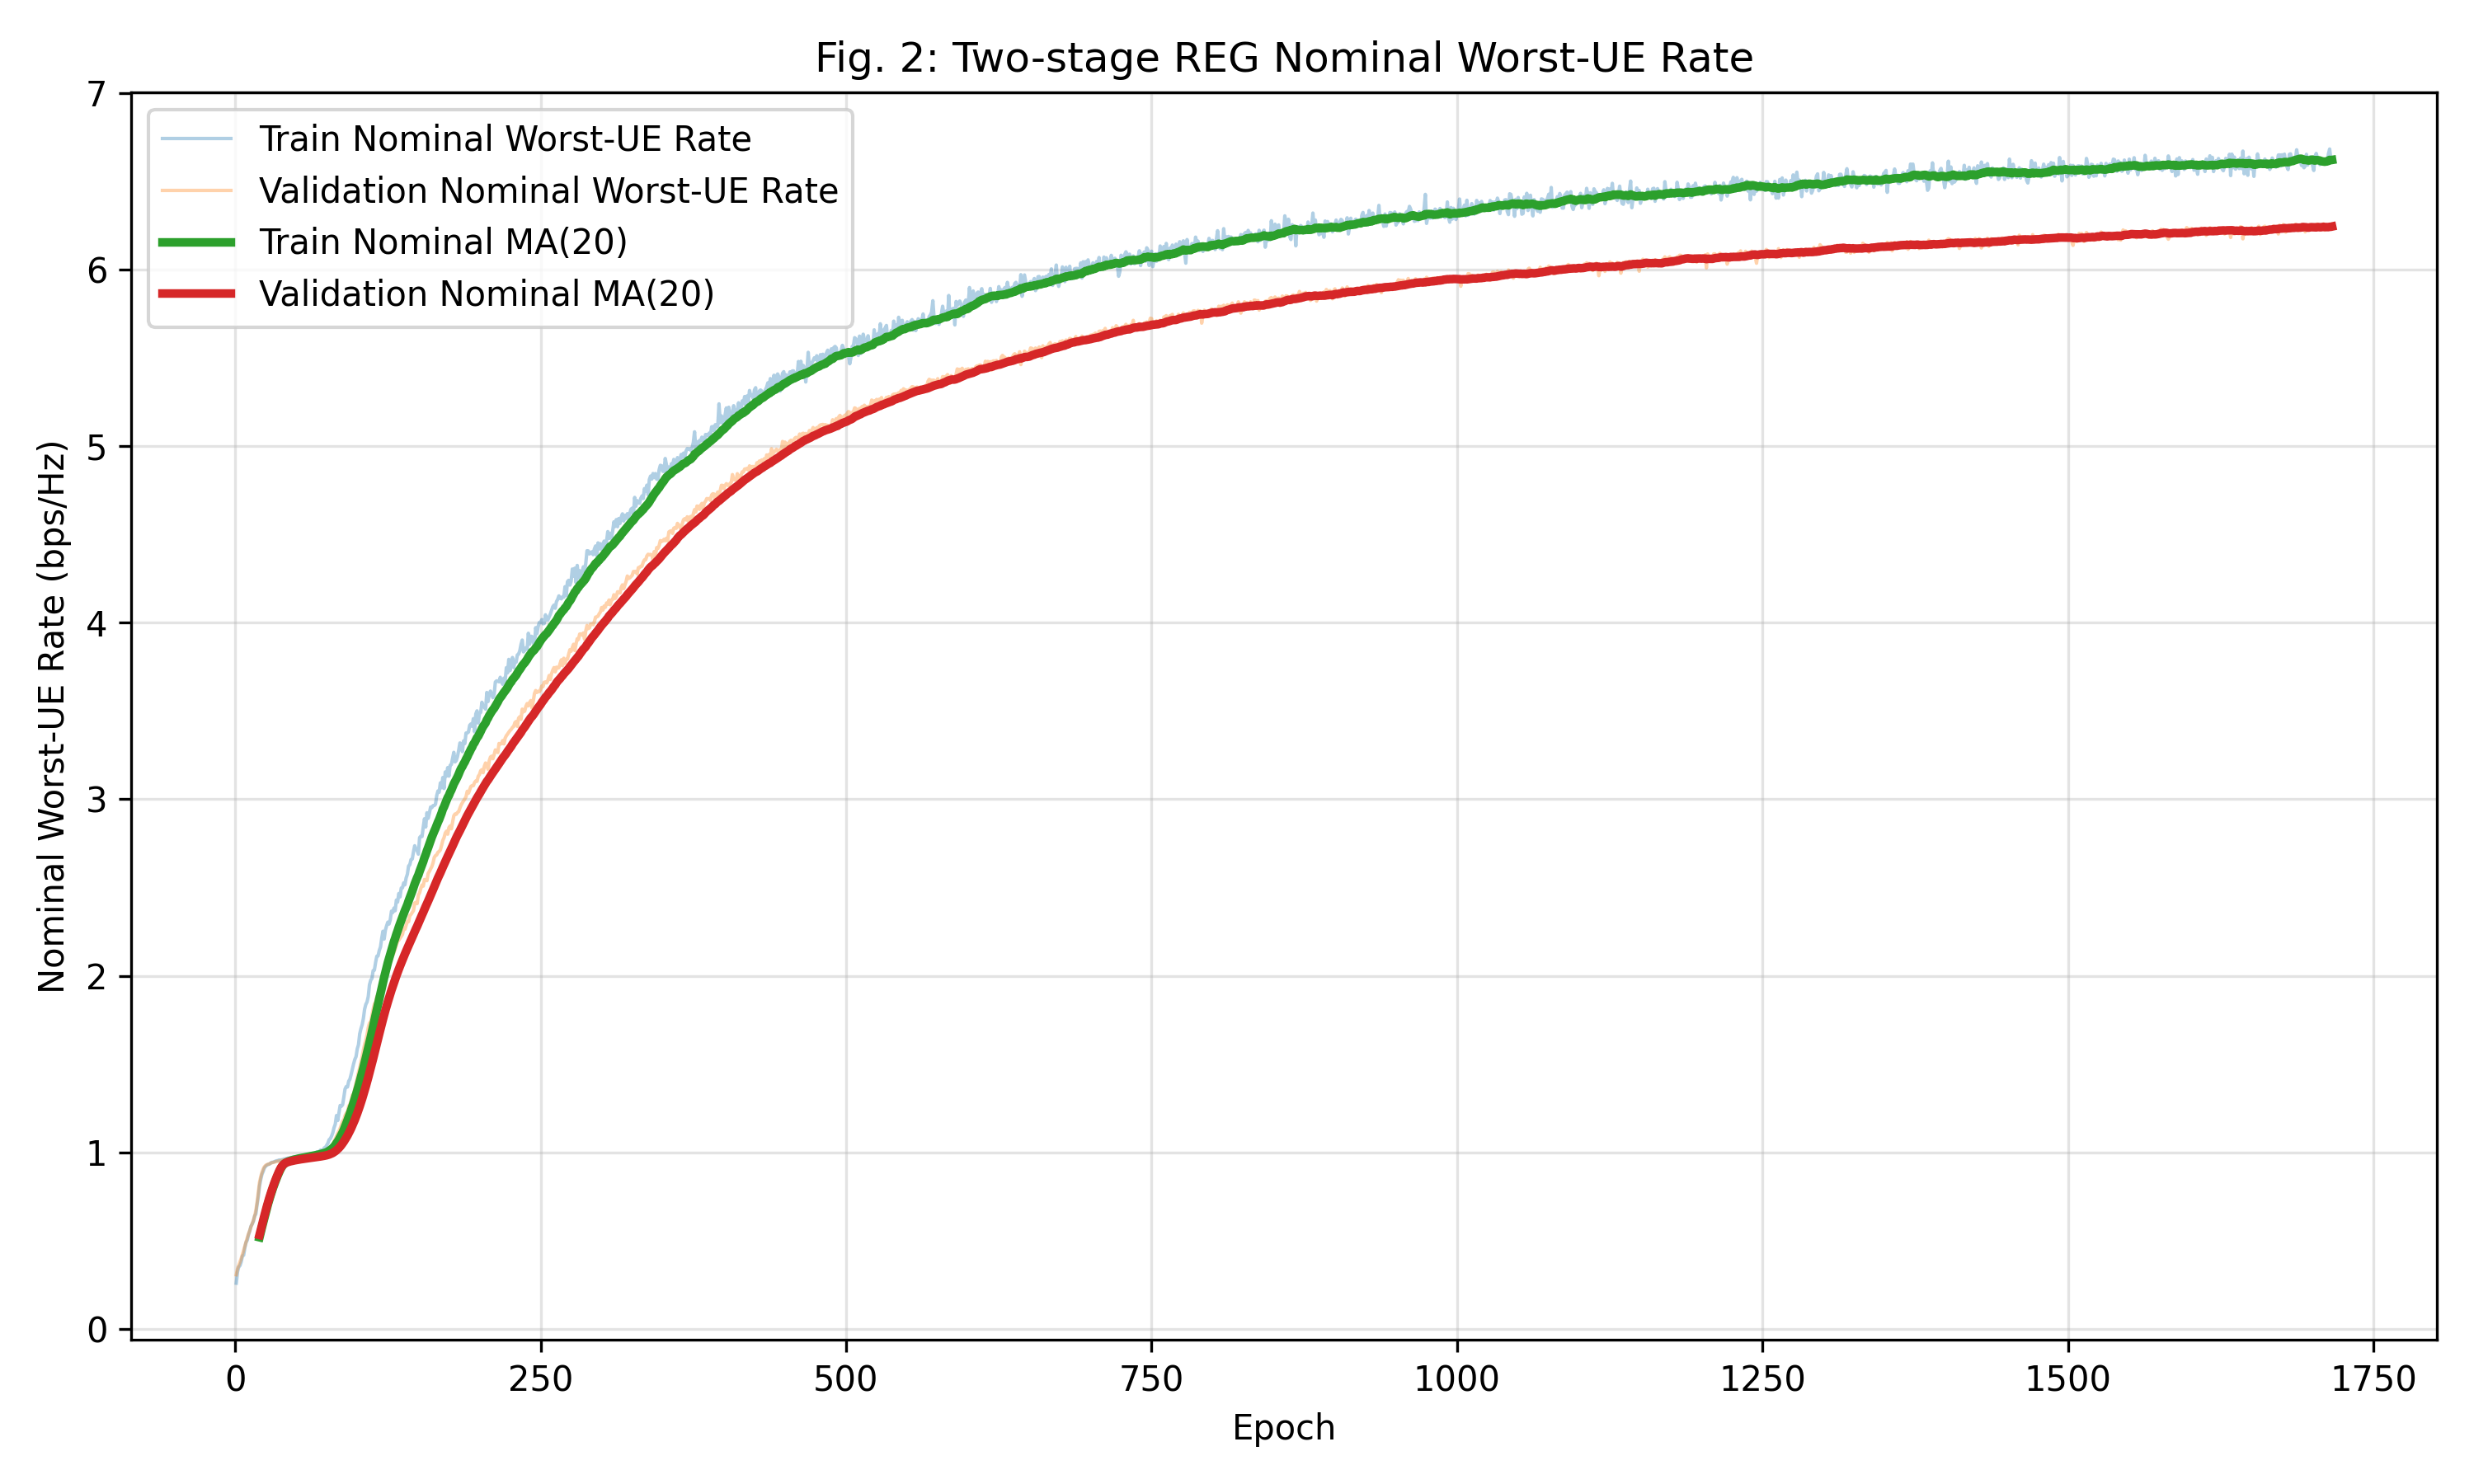 Fig. 2: Two-stage REG Nominal Worst-UE Rate
Train Nominal Worst-UE Rate
Validation Nominal Worst-UE Rate
Train Nominal MA(20)
Validation Nominal MA(20)
Nominal Worst-UE Rate (bps/Hz)
7
6
5
4
3
2
1
0
0 250 500 750 1000 1250 1500 1750
Epoch